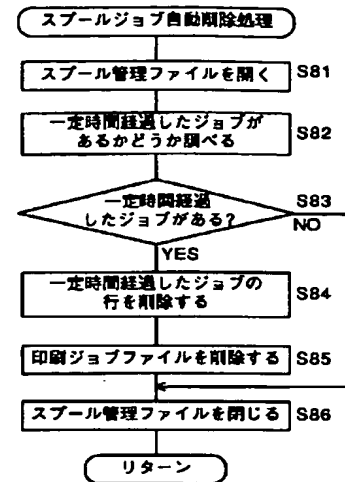 スプールジョブ自動削除処理
スプール管理ファイルを開く S81
一定時間経過したジョブが
あるかどうか調べる S82
一定時間経過
したジョブがある? S83
NO
YES
一定時間経過したジョブの
行を削除する S84
印刷ジョブファイルを削除する S85
スプール管理ファイルを閉じる S86
リターン